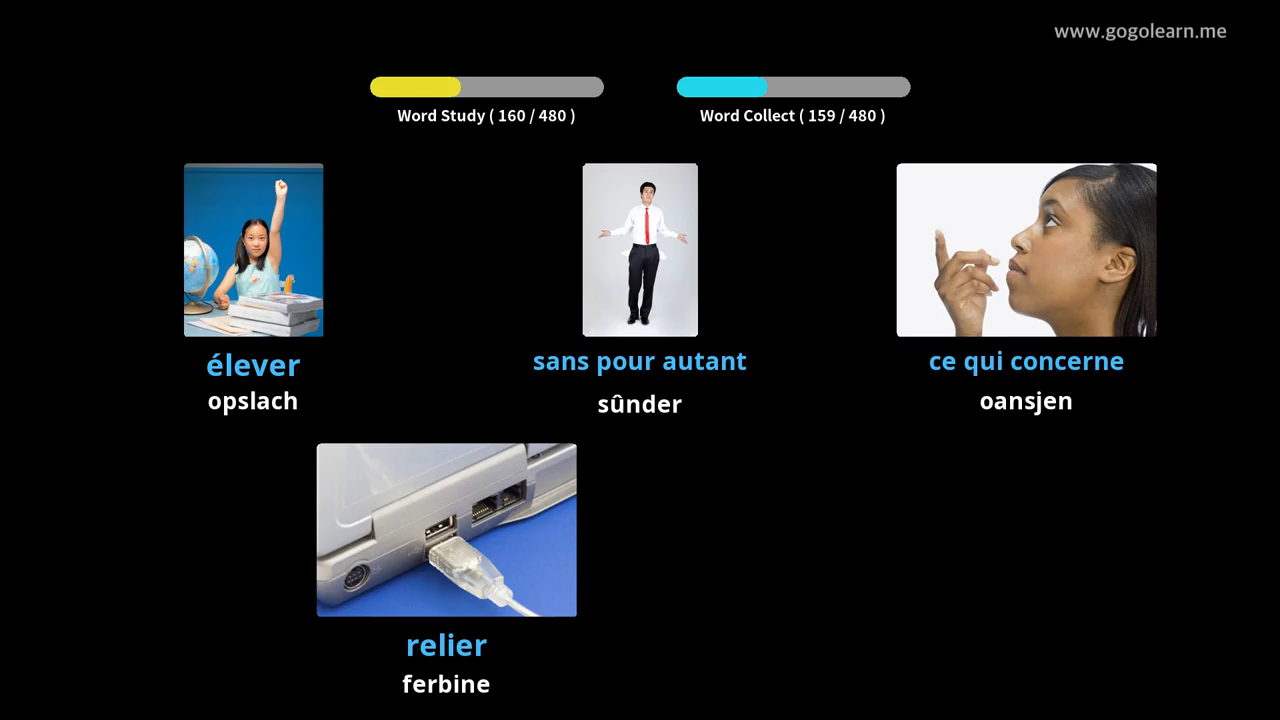 www.gogolearn.me
Word Study ( 160 / 480 )
Word Collect ( 159 / 480 )
élever
opslach
sans pour autant
sûnder
ce qui concerne
oansjen
relier
ferbine